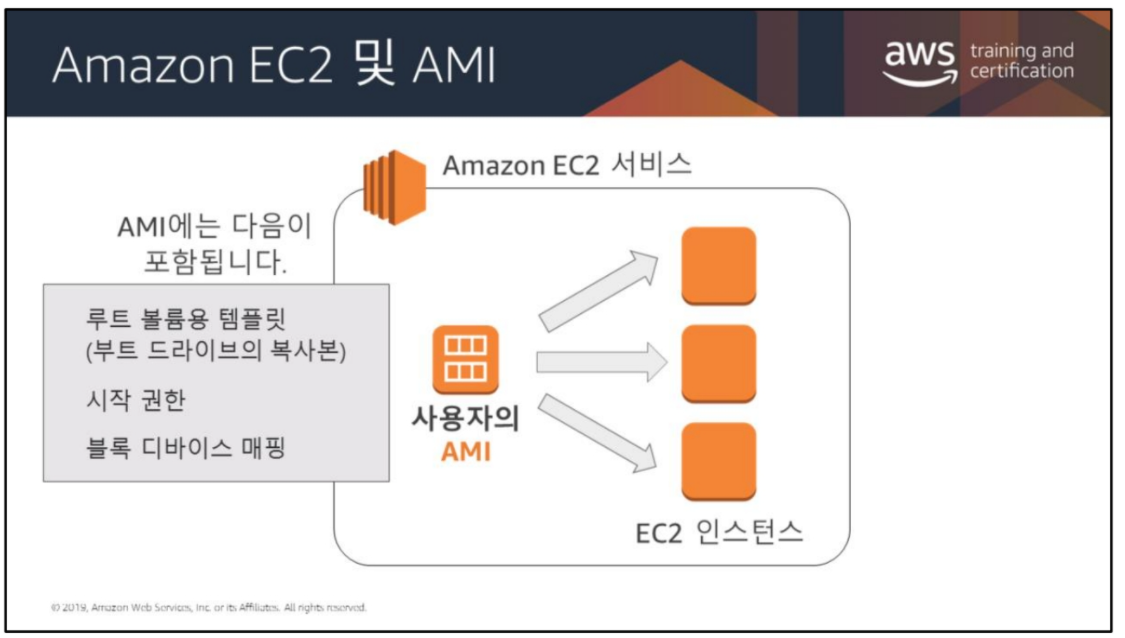 Amazon EC2 및 AMI
aws training and
certification
Amazon EC2 서비스
AMI에는 다음이
포함됩니다.
루트 볼륨용 템플릿
(부트 드라이브의 복사본)
시작 권한
블록 디바이스 매핑
사용자의
AMI
EC2 인스턴스
© 2019, Amazon Web Services, Inc. or its Affiliates. All rights reserved.